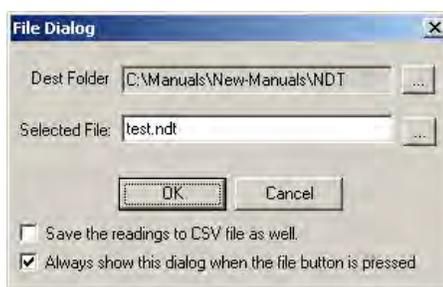 File Dialog
Dest Folder C:\Manuals\New-Manuals\NDT ...
Selected File: test.ndt ...
OK Cancel
Save the readings to CSV file as well.
Always show this dialog when the file button is pressed